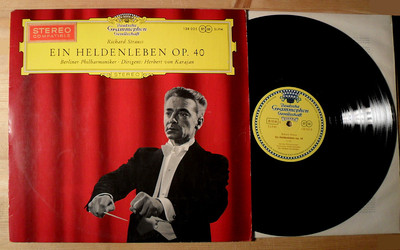 STEREO
COMPATIBLE
Deutsche
Grammophon
Gesellschaft
Richard Strauss
EIN HELDENLEBEN OP. 40
Berliner Philharmoniker · Dirigent: Herbert von Karajan
STEREO
Deutsche
Grammophon
Gesellschaft